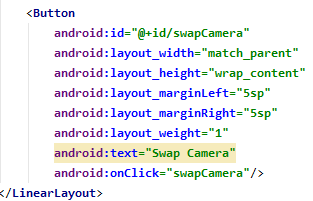 <Button
android:id="@+id/swapCamera"
android:layout_width="match_parent"
android:layout_height="wrap_content"
android:layout_marginLeft="5sp"
android:layout_marginRight="5sp"
android:layout_weight="1"
android:text="Swap Camera"
android:onClick="swapCamera"/>
</LinearLayout>